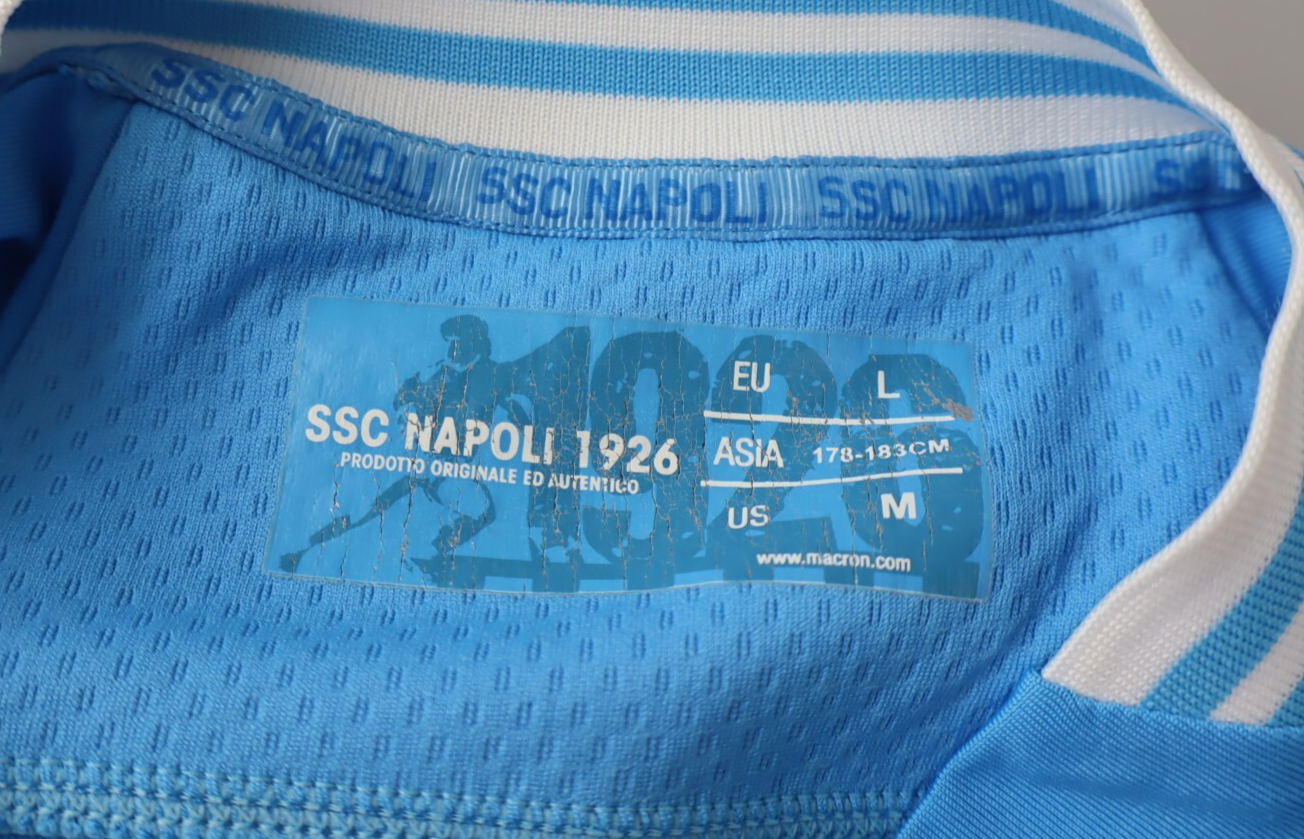 SSC NAPOLI SSC NAPOLI SSC NAPOLI
1926
SSC NAPOLI 1926
PRODOTTO ORIGINALE ED AUTENTICO
EU L
ASIA 178-183CM
US M
www.macron.com